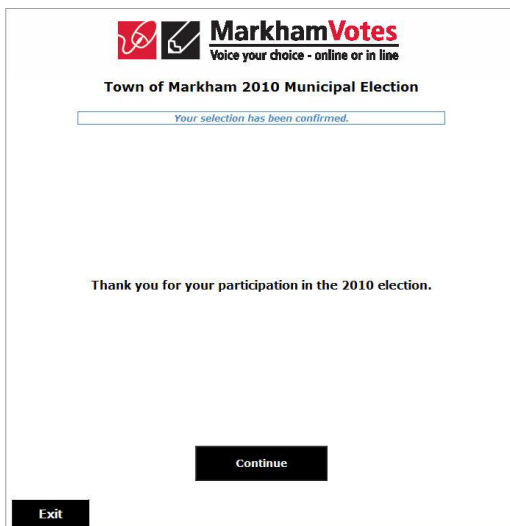 MarkhamVotes
Voice your choice - online or in line
Town of Markham 2010 Municipal Election
Your selection has been confirmed.
Thank you for your participation in the 2010 election.
Continue
Exit